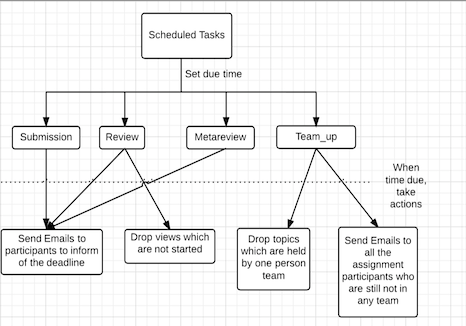 Scheduled Tasks
Set due time
Submission
Review
Metareview
Team_up
When
time due,
take
actions
Send Emails to
participants to inform
of the deadline
Drop views which
are not started
Drop topics
which are held
by one person
team
Send Emails to
all the
assignment
participants who
are still not in
any team